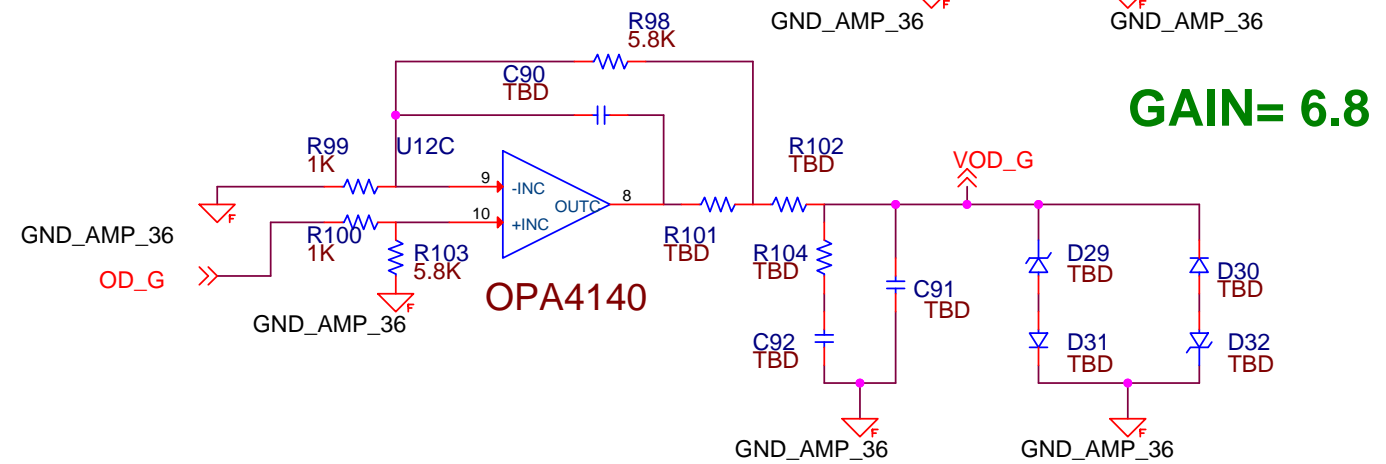 GND_AMP_36
GND_AMP_36
F
F
R98
5.8K
C90
TBD
GAIN= 6.8
R99
1K
U12C
R102
TBD
VOD_G
9
-INC
8
OUTC
10
+INC
F
GND_AMP_36
R100
1K
R103
5.8K
R101
TBD
R104
TBD
D29
TBD
D30
TBD
OD_G
OPA4140
C91
TBD
F
GND_AMP_36
C92
TBD
D31
TBD
D32
TBD
F
F
GND_AMP_36
GND_AMP_36